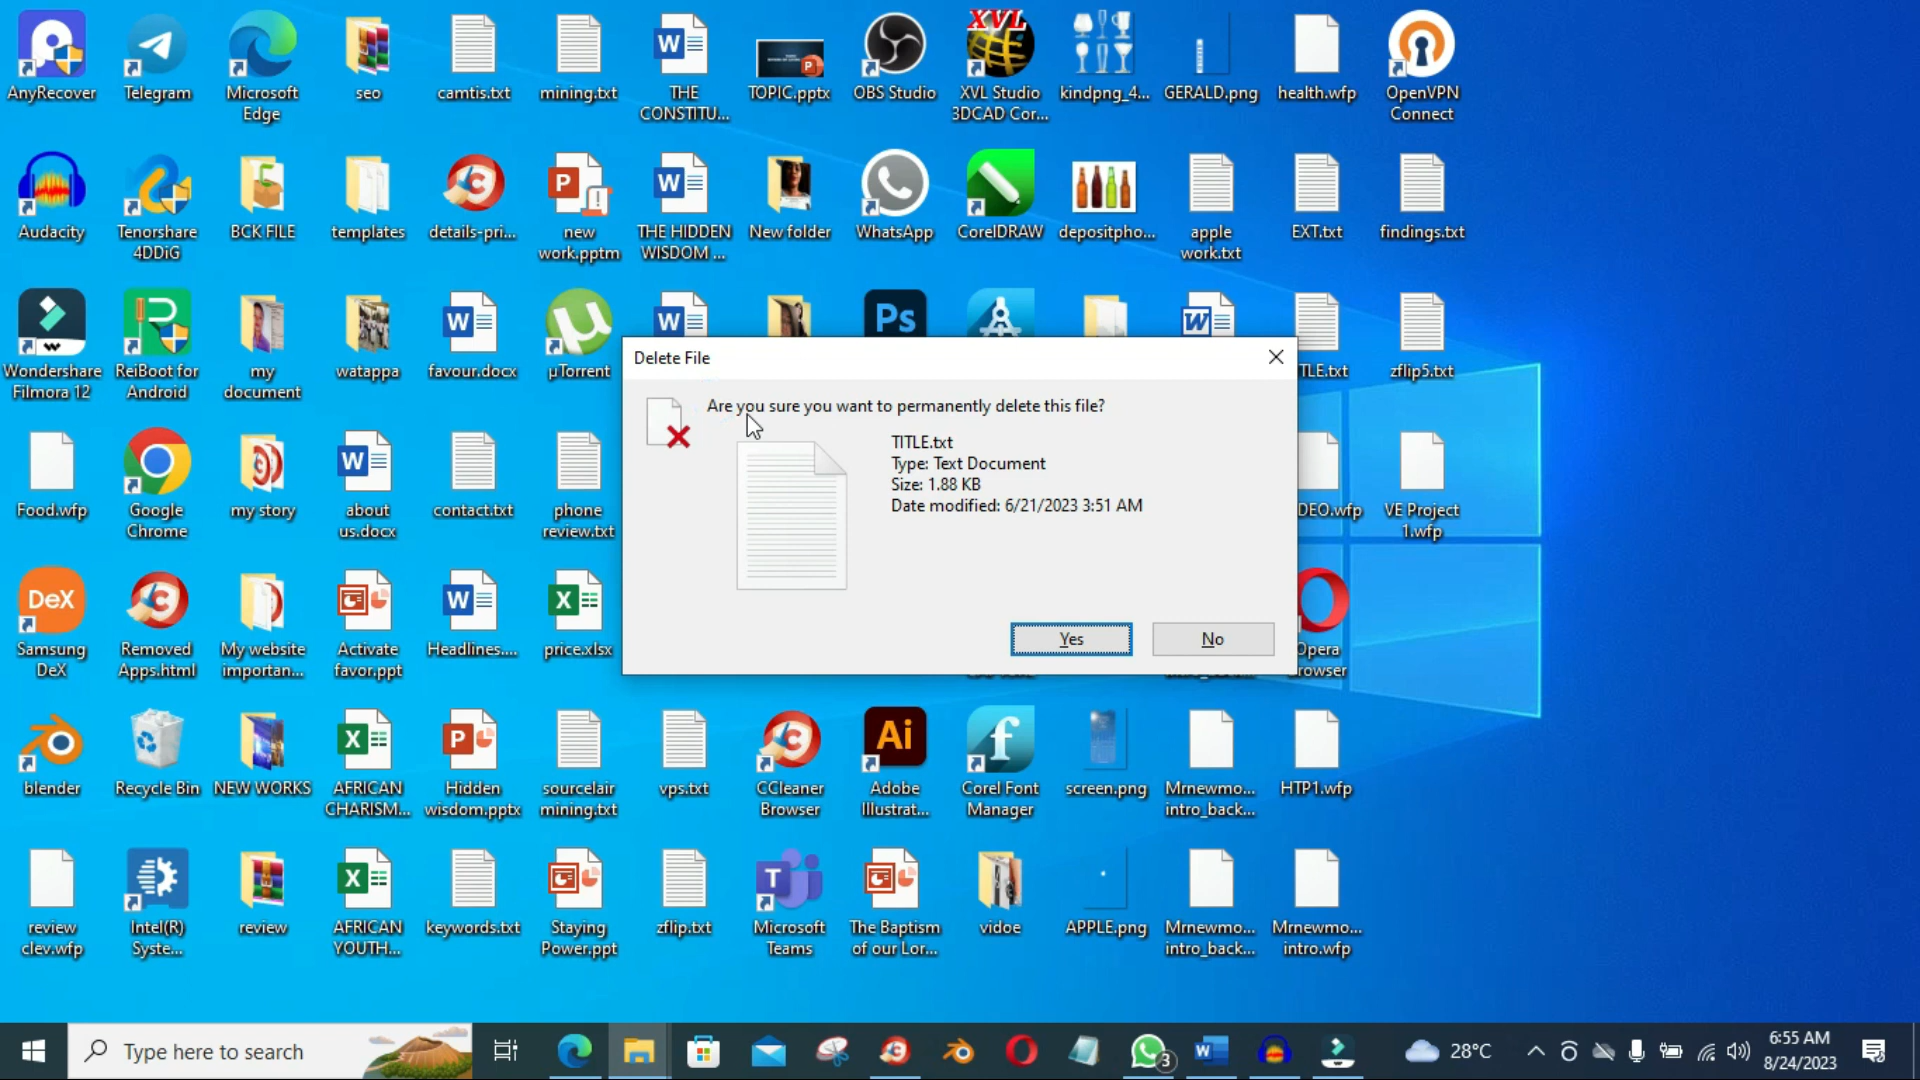 AnyRecover
Telegram
Microsoft
Edge
seo
camtis.txt
mining.txt
THE
CONSTITU...
TOPIC.pptx
OBS Studio
XVL Studio
3DCAD Cor...
kindpng_4...
GERALD.png
health.wfp
OpenVPN
Connect
Audacity
Tenorshare
4DDiG
BCK FILE
templates
details-pri...
new
work.pptm
THE HIDDEN
WISDOM ...
New folder
WhatsApp
CorelDRAW
depositpho...
apple
work.txt
EXT.txt
findings.txt
Wondershare
Filmora 12
ReiBoot for
Android
my
document
watappa
favour.docx
µTorrent
TLE.txt
zflip5.txt
Delete File
Are you sure you want to permanently delete this file?
TITLE.txt
Type: Text Document
Size: 1.88 KB
Date modified: 6/21/2023 3:51 AM
Yes
No
Food.wfp
Google
Chrome
my story
about
us.docx
contact.txt
phone
review.txt
DEO.wfp
VE Project
1.wfp
Samsung
DeX
Removed
Apps.html
My website
importan...
Activate
favor.ppt
Headlines....
price.xlsx
Opera
rowser
blender
Recycle Bin
NEW WORKS
AFRICAN
CHARISM...
Hidden
wisdom.pptx
sourcelair
mining.txt
vps.txt
CCleaner
Browser
Adobe
Illustrat...
Corel Font
Manager
screen.png
Mrnewmo...
intro_back...
HTP1.wfp
review
clev.wfp
Intel(R)
Syste...
review
AFRICAN
YOUTH...
keywords.txt
Staying
Power.ppt
zflip.txt
Microsoft
Teams
The Baptism
of our Lor...
vidoe
APPLE.png
Mrnewmo...
intro_back...
Mrnewmo...
intro.wfp
Type here to search
3
28°C
6:55 AM
8/24/2023